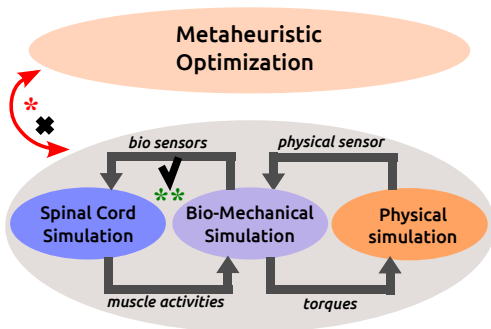 Metaheuristic
Optimization
*
bio sensors
physical sensor
**
Spinal Cord
Simulation
Bio-Mechanical
Simulation
Physical
simulation
muscle activities
torques